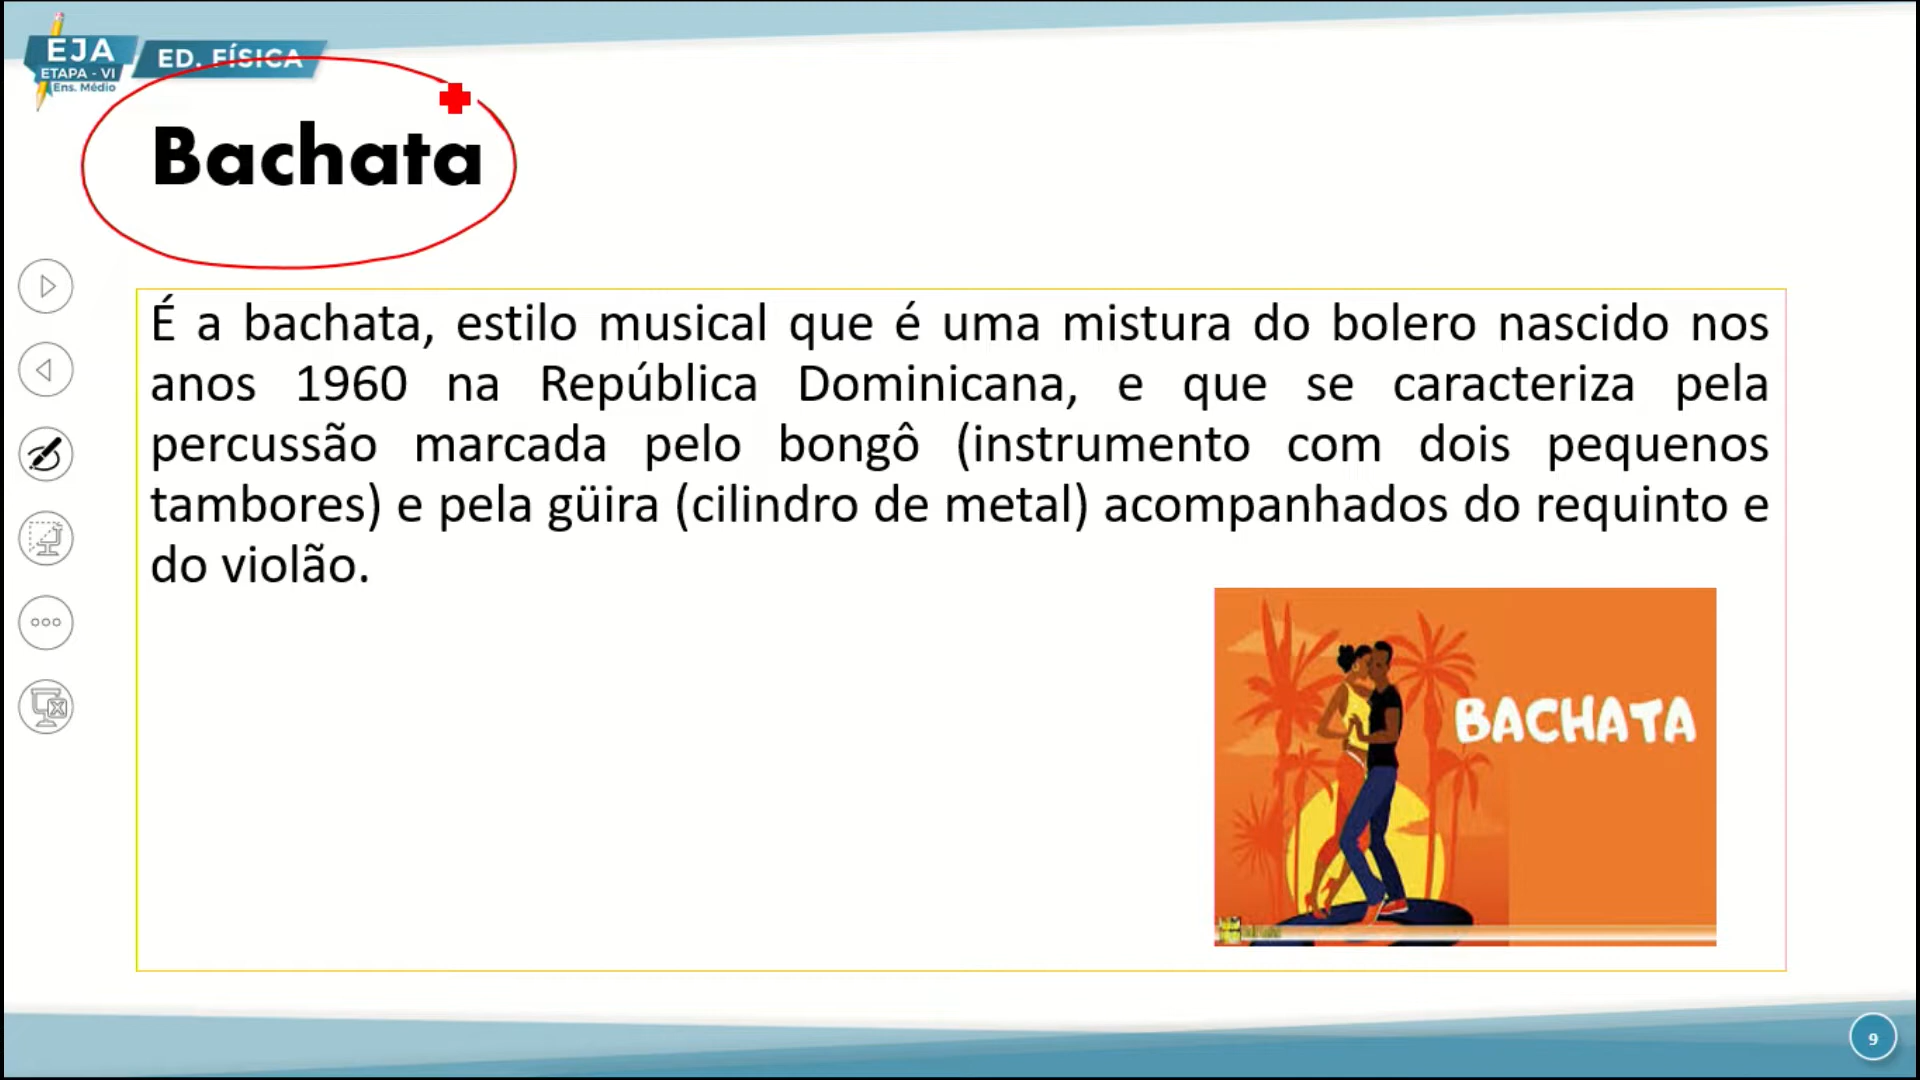 EJA
ETAPA - VI
Ens. Médio
ED. FÍSICA
Bachata
É a bachata, estilo musical que é uma mistura do bolero nascido nos
anos 1960 na República Dominicana, e que se caracteriza pela
percussão marcada pelo bongô (instrumento com dois pequenos
tambores) e pela güira (cilindro de metal) acompanhados do requinto e
do violão.
BACHATA
9